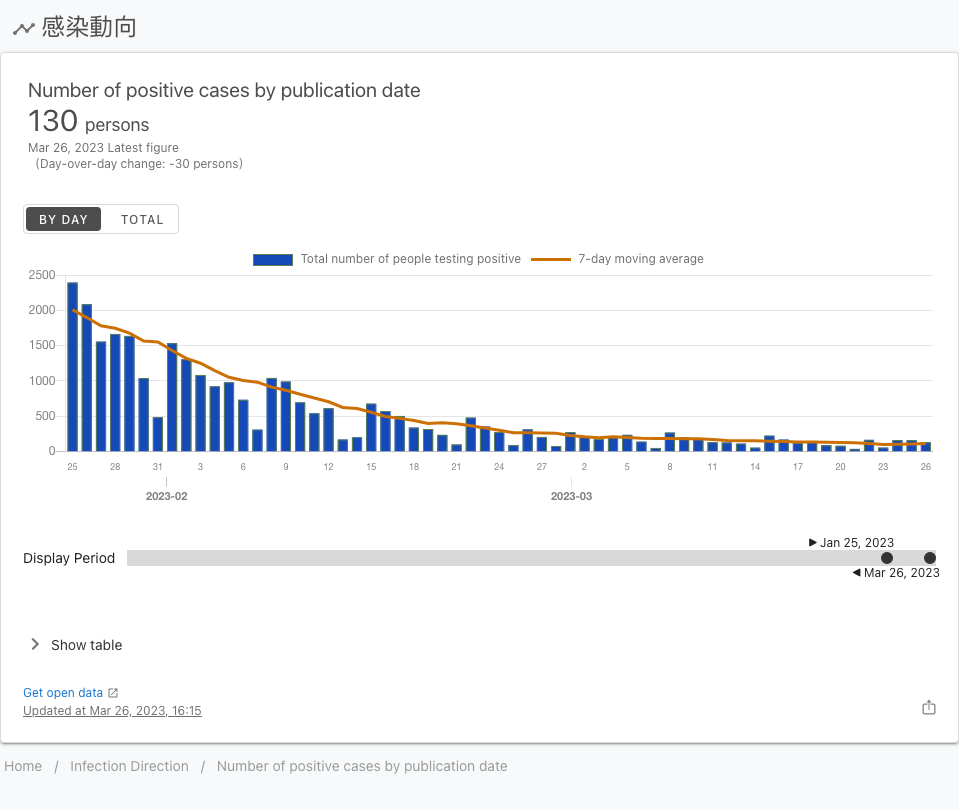 感染動向
Number of positive cases by publication date
130 persons
Mar 26, 2023 Latest figure
(Day-over-day change: -30 persons)
BY DAY TOTAL
Total number of people testing positive 7-day moving average
2500
2000
1500
1000
500
0
25 28 31 3 6 9 12 15 18 21 24 27 2 5 8 11 14 17 20 23 26
2023-02 2023-03
Jan 25, 2023
Display Period
Mar 26, 2023
Show table
Get open data
Updated at Mar 26, 2023, 16:15
Home / Infection Direction / Number of positive cases by publication date